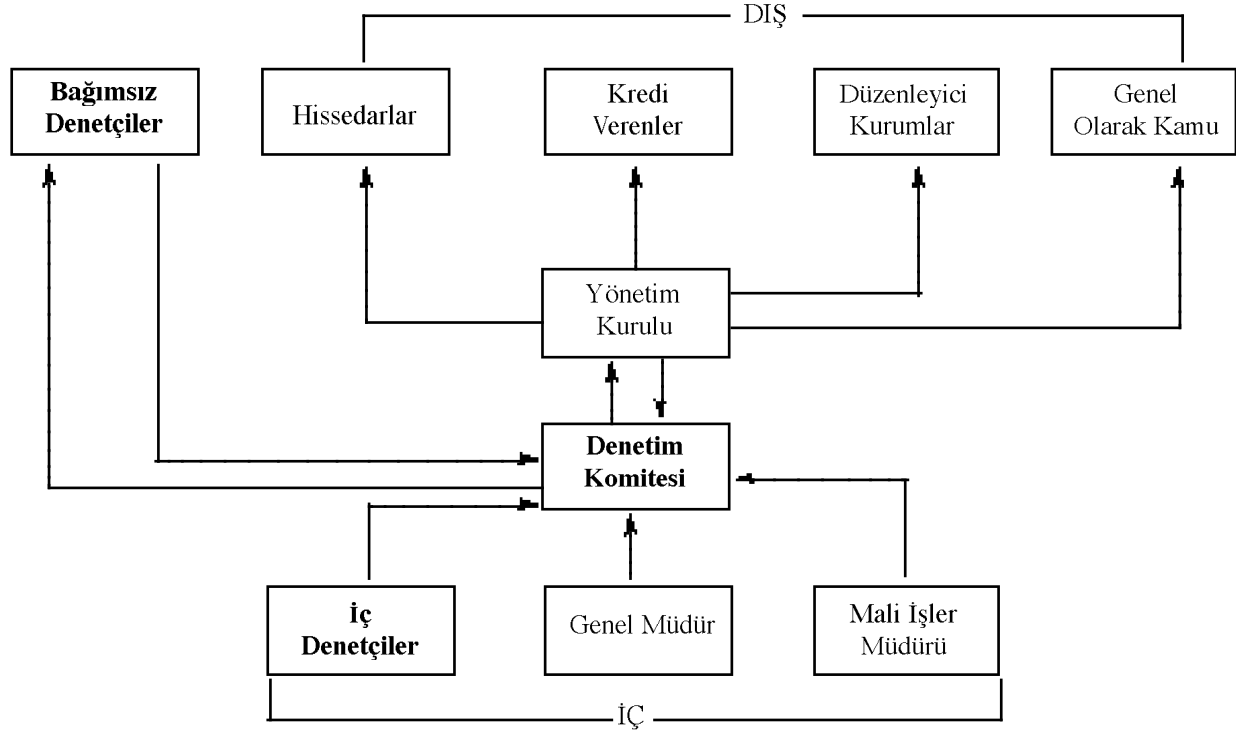 DIŞ
Bağımsız
Denetçiler
Hissedarlar
Kredi
Verenler
Düzenleyici
Kurumlar
Genel
Olarak Kamu
Yönetim
Kurulu
Denetim
Komitesi
İç
Denetçiler
Genel Müdür
Mali İşler
Müdürü
İÇ